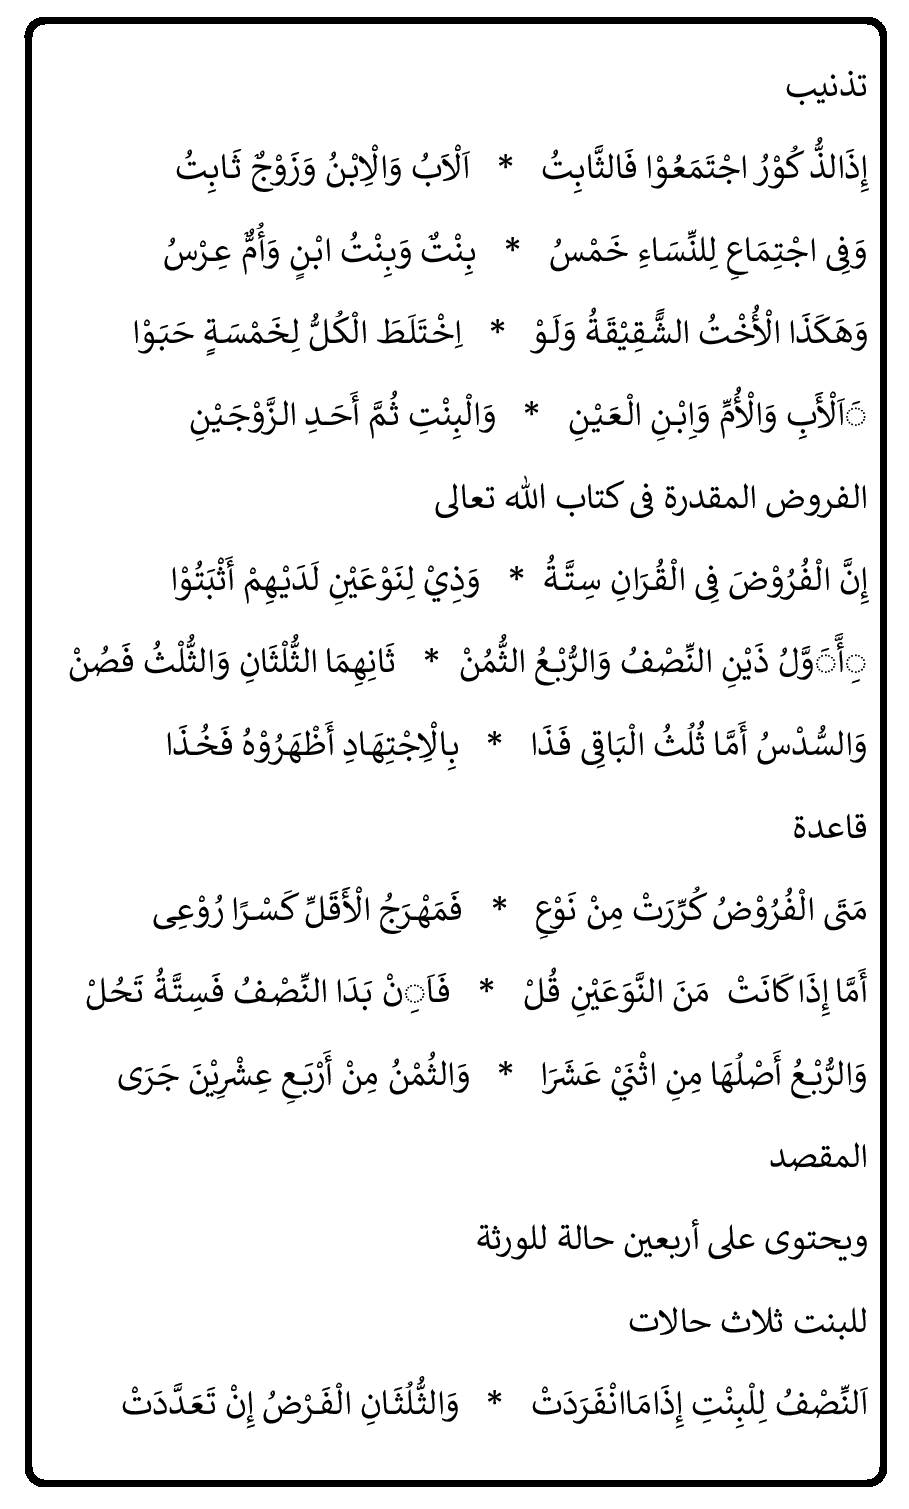 تذنيب
إِذَالذُّ كُوْرُ اجْتَمَعُوْا فَالثَّابِتُ * اَلْاَبُ وَالْاِبْنُ وَزَوْجٌ ثَابِتُ
وَفِى اجْتِمَاعِ لِلنِّسَاءِ خَمْسُ * بِنْتٌ وَبِنْتُ ابْنٍ وَأُمٌّ عِرْسُ
وَهَكَذَا الْأُخْتُ الشَّقِيْقَةُ وَلَوْ * اِخْتَلَطَ الْكُلُّ لِخَمْسَةٍ حَبَوْا
َاَلْأَبِ وَالْأُمِّ وَاِبْنِ الْعَيْنِ * وَالْبِنْتِ ثُمَّ أَحَدِ الزَّوْجَيْنِ
الفروض المقدرة فى كتاب الله تعالى
إِنَّ الْفُرُوْضَ فِى الْقُرَانِ سِتَّةُ * وَذِيْ لِنَوْعَيْنِ لَدَيْهِمْ أَثْبَتُوْا
ِأََّوَّلُ ذَيْنِ النِّصْفُ وَالرُّبْعُ الثُّمُنْ * ثَانِهِمَا الثُّلْثَانِ وَالثُّلْثُ فَصُنْ
وَالسُّدْسُ أَمَّا ثُلُثُ الْبَاقِى فَذَا * بِالْاِجْتِهَادِ أَظْهَرُوْهُ فَخُذَا
قاعدة
مَتَى الْفُرُوْضُ كُرِّرَتْ مِنْ نَوْعِ * فَمَهْرَجُ الْأَقَلِّ كَسْرًا رُوْعِى
أَمَّا إِذَا كَانَتْ مَنَ النَّوَعَيْنِ قُلْ * فَاَِنْ بَدَا النِّصْفُ فَسِتَّةُ تَحُلْ
وَالرُّبْعُ أَصْلُهَا مِنِ اثْنَيْ عَشَرَا * وَالثُمْنُ مِنْ أَرْبَعِ عِشْرِيْنَ جَرَى
المقصد
ويحتوى على أربعين حالة للورثة
للبنت ثلاث حالات
اَلنِّصْفُ لِلْبِنْتِ إِذَامَاانْفَرَدَتْ * وَالثُّلُثَانِ الْفَرْضُ إِنْ تَعَدَّدَتْ